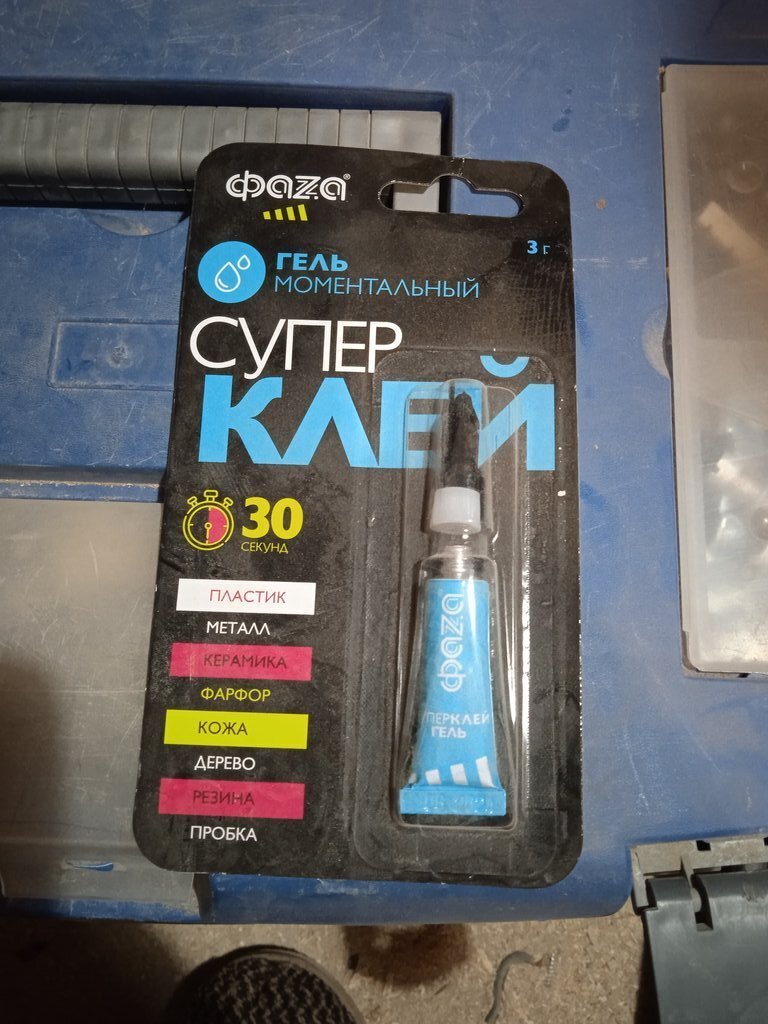 фаzа®
3 г
ГЕЛЬ
МОМЕНТАЛЬНЫЙ
СУПЕР
КЛЕЙ
30
СЕКУНД
ПЛАСТИК
МЕТАЛЛ
КЕРАМИКА
ФАРФОР
КОЖА
ДЕРЕВО
РЕЗИНА
ПРОБКА
фаzа
ПЕРКЛЕЙ
ГЕЛЬ